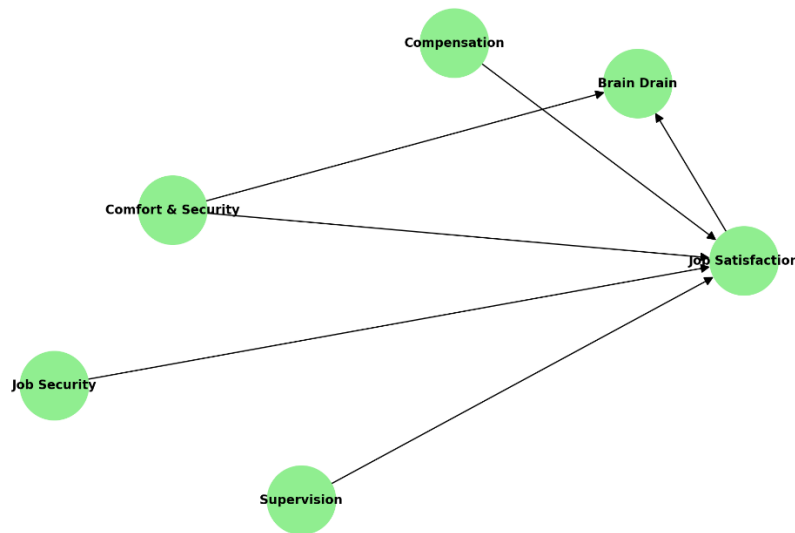 Compensation
Brain Drain
Comfort & Security
Job Satisfaction
Job Security
Supervision